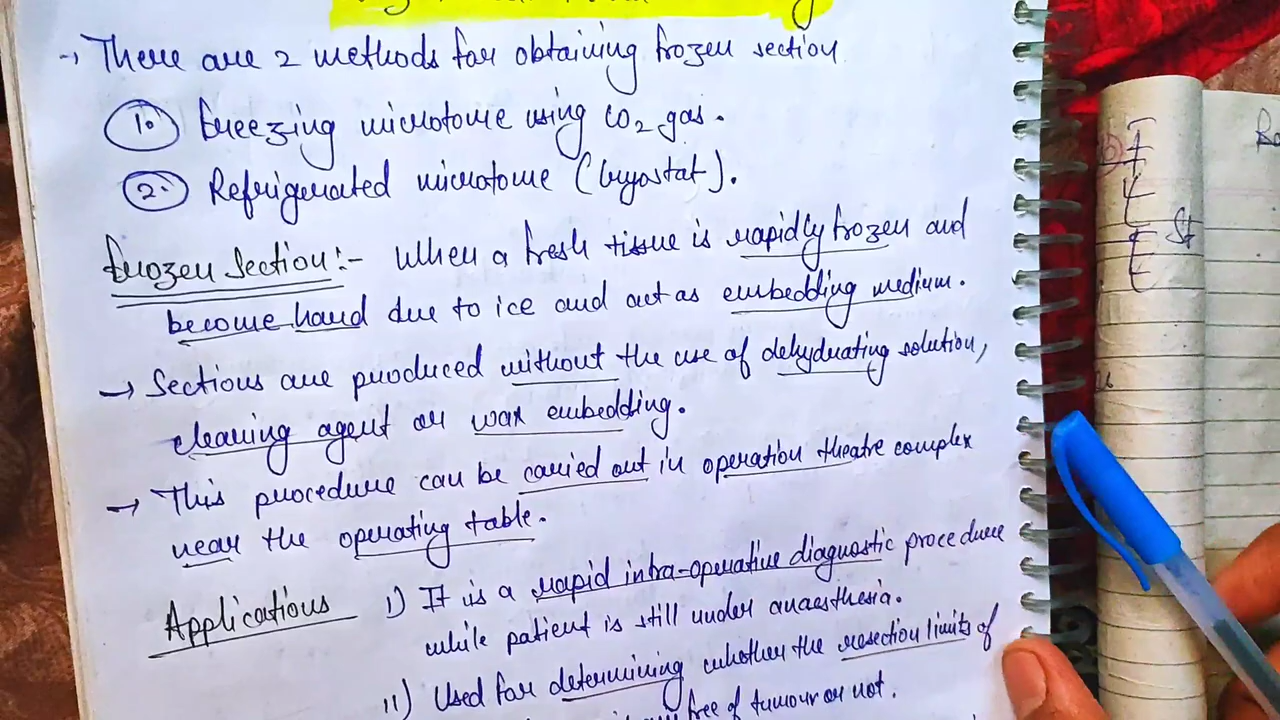 → There are 2 methods for obtaining frozen section
1. Freezing microtome using CO2 gas.
2. Refrigerated microtome (Cryostat).
Frozen Section:- When a fresh tissue is rapidly frozen and
become hard due to ice and act as embedding medium.
→ Sections are produced without the use of dehydrating solution,
clearing agent or wax embedding.
→ This procedure can be carried out in operation theatre complex
near the operating table.
Applications i) It is a rapid intra-operative diagnostic procedure
while patient is still under anaesthesia.
ii) Used for determining whether the resection limits of
free of tumour or not.